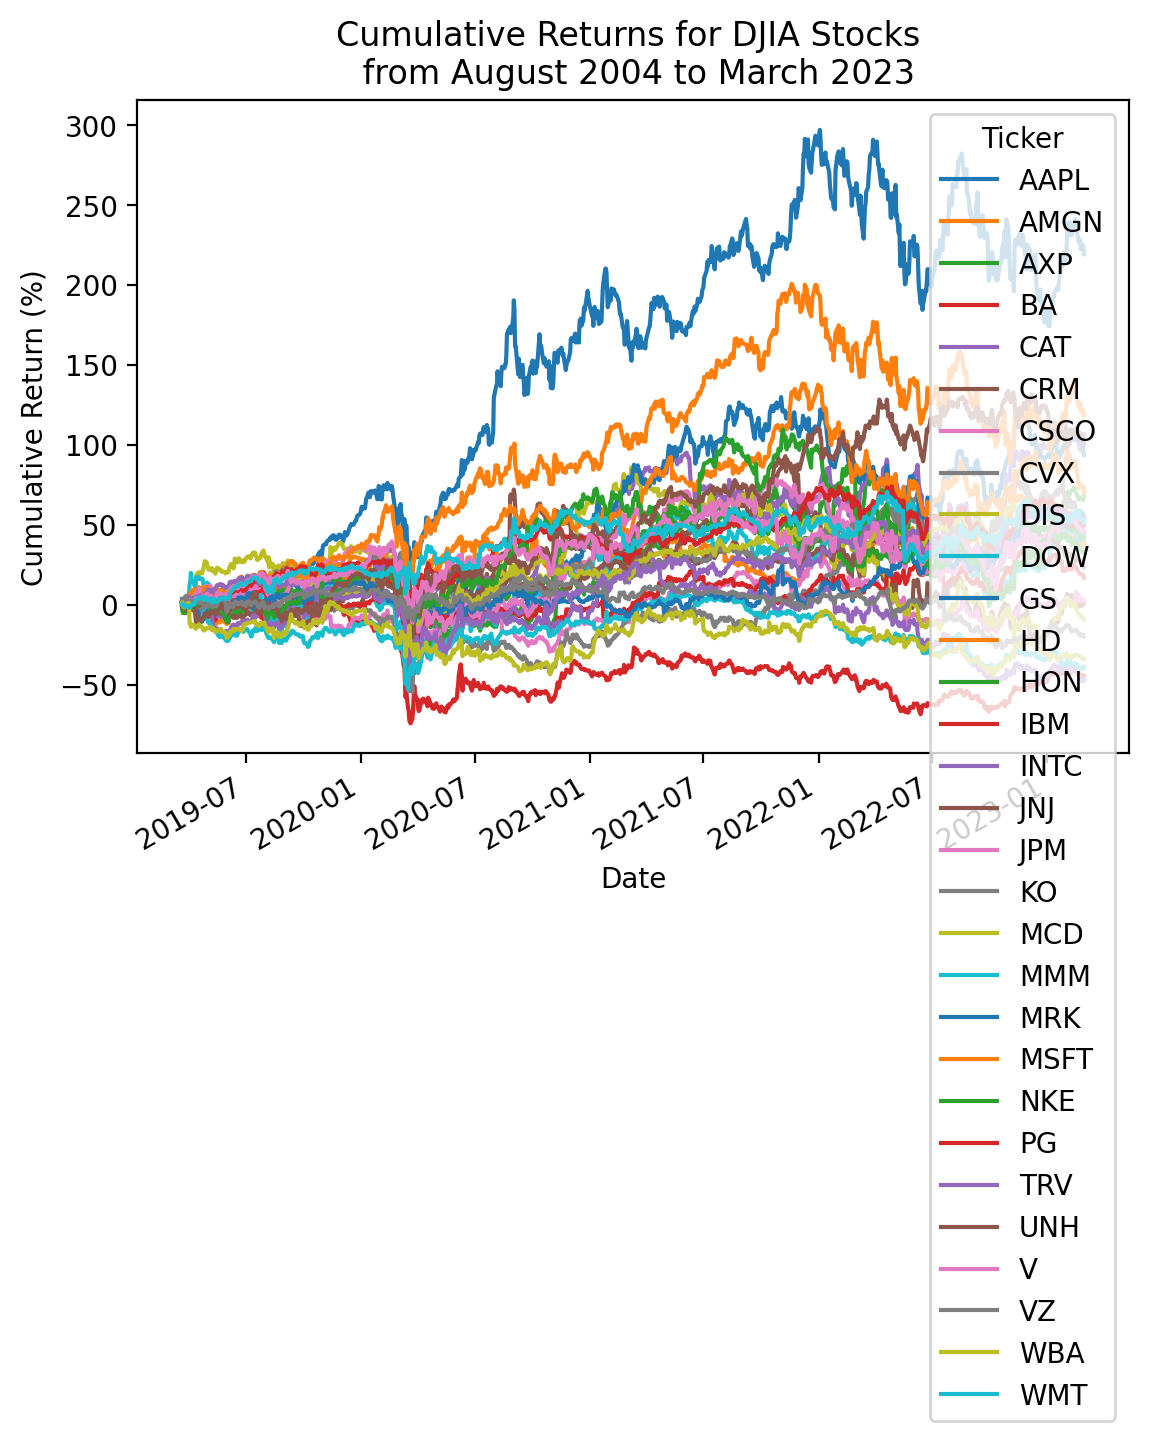 Cumulative Returns for DJIA Stocks
from August 2004 to March 2023
Cumulative Return (%)
300
250
200
150
100
50
0
−50
2019-07
2020-01
2020-07
2021-01
2021-07
2022-01
2022-07
2023-01
Date
Ticker
AAPL
AMGN
AXP
BA
CAT
CRM
CSCO
CVX
DIS
DOW
GS
HD
HON
IBM
INTC
JNJ
JPM
KO
MCD
MMM
MRK
MSFT
NKE
PG
TRV
UNH
V
VZ
WBA
WMT